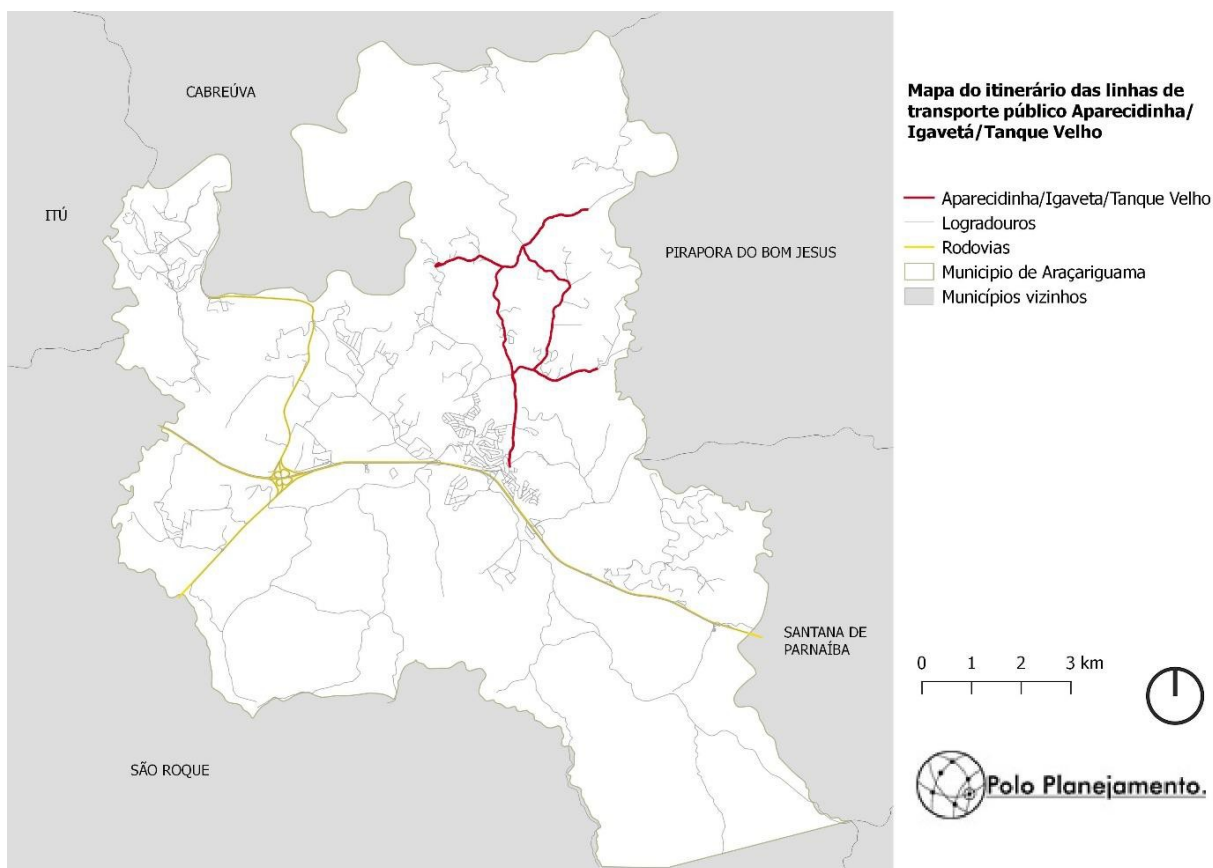 CABREÚVA
ITÚ
PIRAPORA DO BOM JESUS
SANTANA DE
PARNAÍBA
SÃO ROQUE
Mapa do itinerário das linhas de
transporte público Aparecidinha/
Igavetá/Tanque Velho
Aparecidinha/Igaveta/Tanque Velho
Logradouros
Rodovias
Municipio de Araçariguama
Municípios vizinhos
0 1 2 3 km
Polo Planejamento.